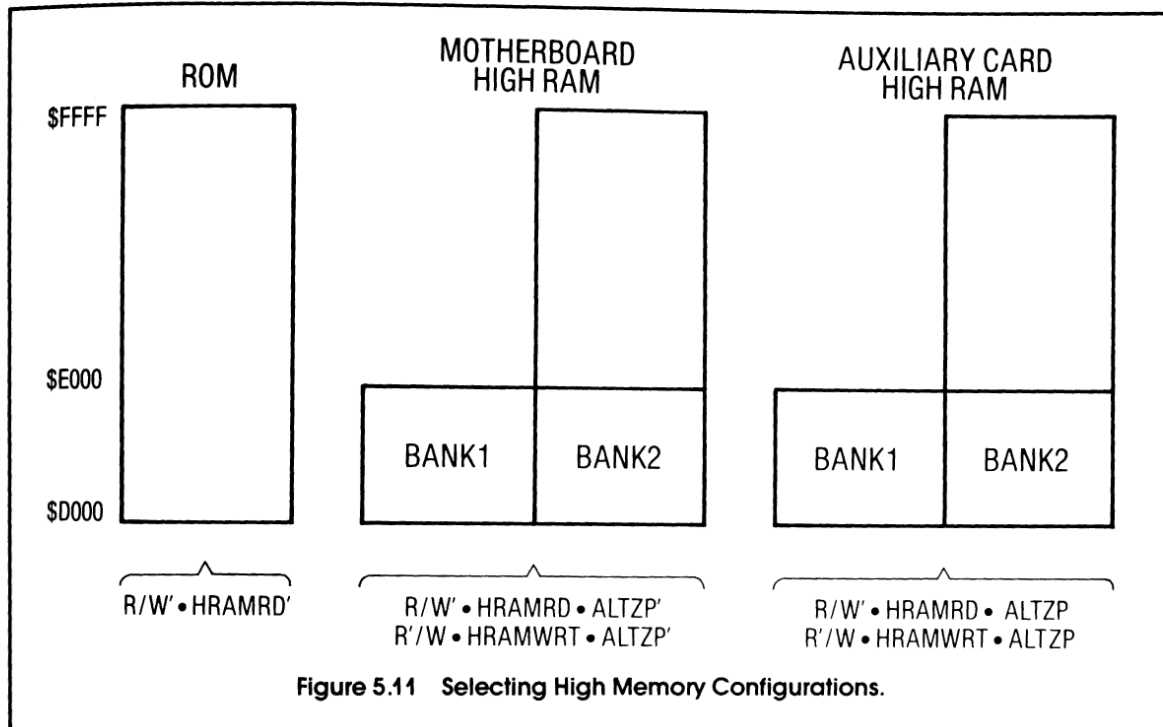 ROM
MOTHERBOARD
HIGH RAM
AUXILIARY CARD
HIGH RAM
$FFFF
$E000
$D000
BANK1
BANK2
BANK1
BANK2
R/W'•HRAMRD'
R/W'•HRAMRD•ALTZP'
R'/W•HRAMWRT•ALTZP'
R/W'•HRAMRD• ALTZP
R'/W•HRAMWRT•ALTZP
Figure 5.11 Selecting High Memory Configurations.